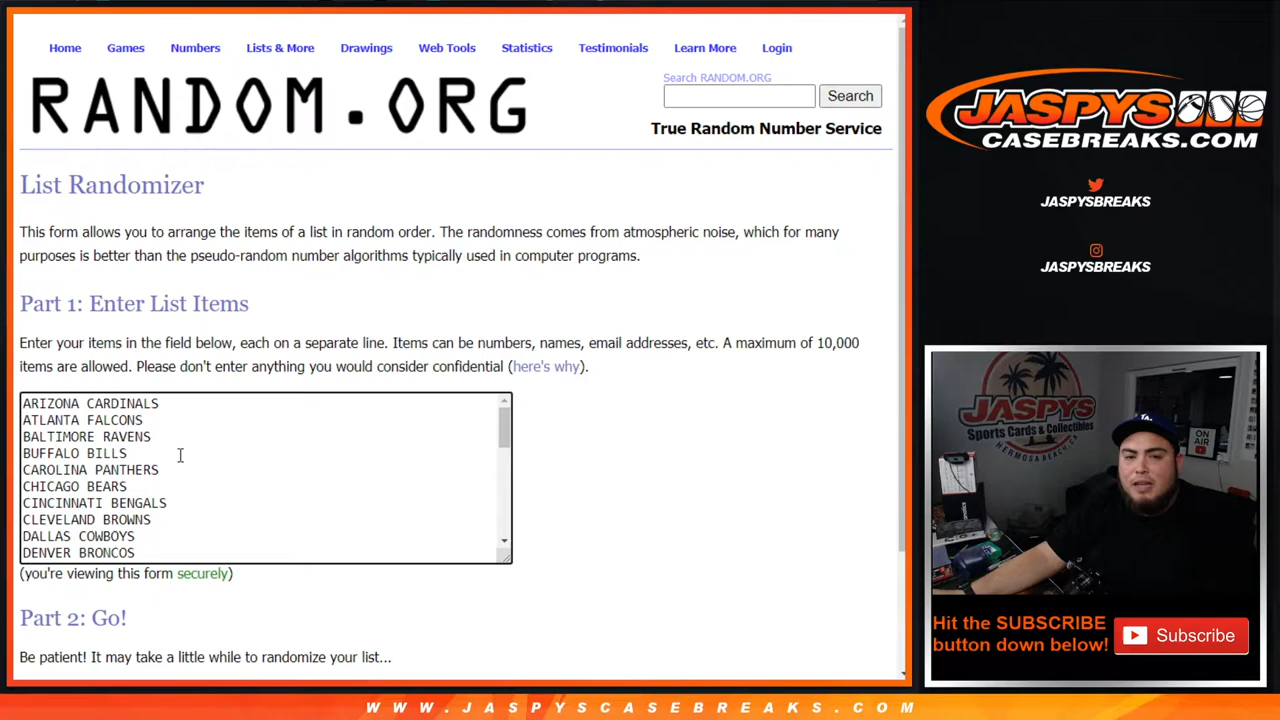 Home Games Numbers Lists & More Drawings Web Tools Statistics Testimonials Learn More Login
RANDOM.ORG
Search RANDOM.ORG
Search
True Random Number Service
List Randomizer
This form allows you to arrange the items of a list in random order. The randomness comes from atmospheric noise, which for many
purposes is better than the pseudo-random number algorithms typically used in computer programs.
Part 1: Enter List Items
Enter your items in the field below, each on a separate line. Items can be numbers, names, email addresses, etc. A maximum of 10,000
items are allowed. Please don't enter anything you would consider confidential (here's why).
ARIZONA CARDINALS
ATLANTA FALCONS
BALTIMORE RAVENS
BUFFALO BILLS
CAROLINA PANTHERS
CHICAGO BEARS
CINCINNATI BENGALS
CLEVELAND BROWNS
DALLAS COWBOYS
DENVER BRONCOS
(you're viewing this form securely)
Part 2: Go!
Be patient! It may take a little while to randomize your list...
JASPYS
CASEBREAKS.COM
JASPYSBREAKS
JASPYSBREAKS
JASPYS
Sports Cards & Collectibles
HERMOSA BEACH, CA
ON AIR
Hit the SUBSCRIBE
button down below!
Subscribe
WWW.JASPYSCASEBREAKS.COM